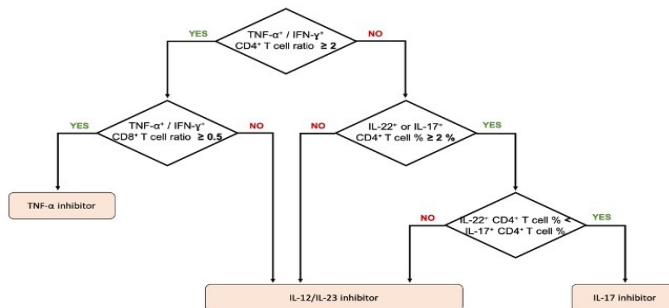 TNF-α⁺ / IFN-ɣ⁺
CD4⁺ T cell ratio ≥ 2
YES
NO
TNF-α⁺ / IFN-ɣ⁺
CD8⁺ T cell ratio ≥ 0.5
YES
NO
IL-22⁺ or IL-17⁺
CD4⁺ T cell % ≥ 2 %
NO
YES
TNF-α inhibitor
IL-22⁺ CD4⁺ T cell % <
IL-17⁺ CD4⁺ T cell %
NO
YES
IL-12/IL-23 inhibitor
IL-17 inhibitor